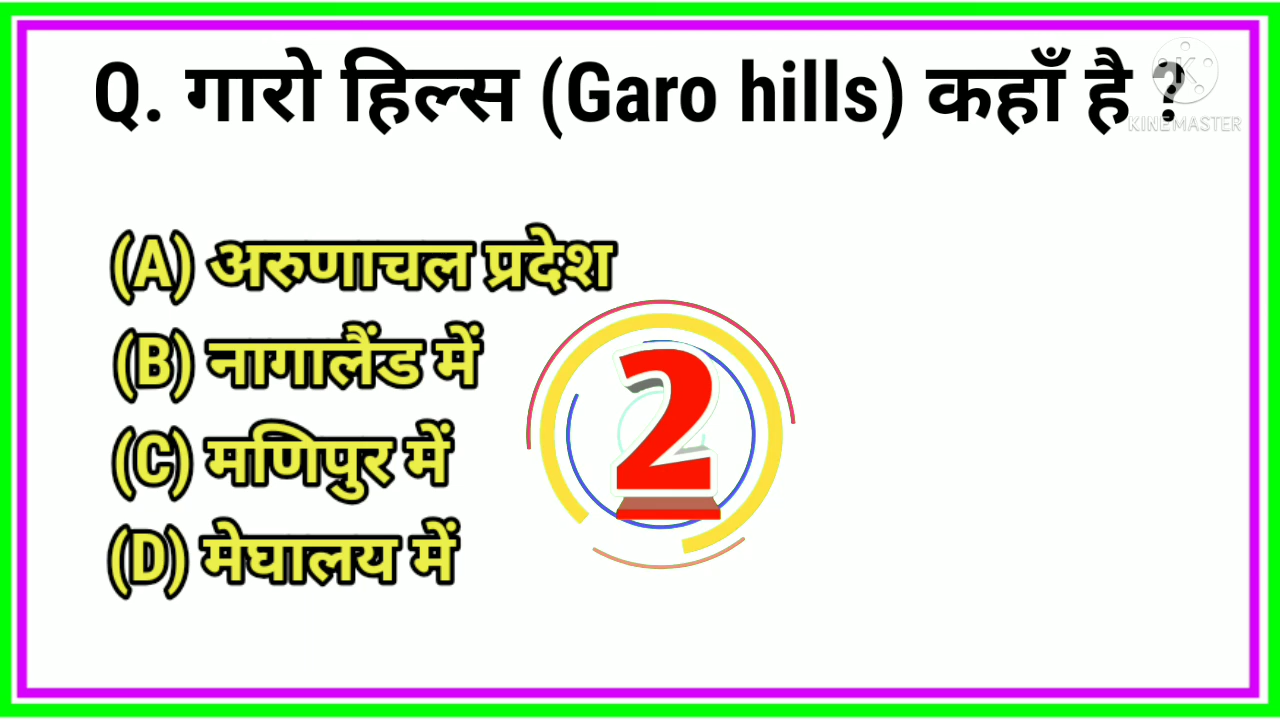 Q. गारो हिल्स (Garo hills) कहाँ है ?
KINEMASTER
(A) अरुणाचल प्रदेश
(B) नागालैंड में
(C) मणिपुर में
(D) मेघालय में
2